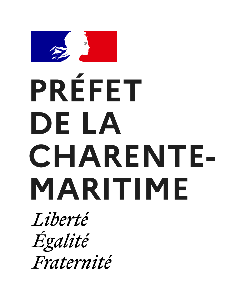 PRÉFET
DE LA
CHARENTE-
MARITIME
Liberté
Égalité
Fraternité